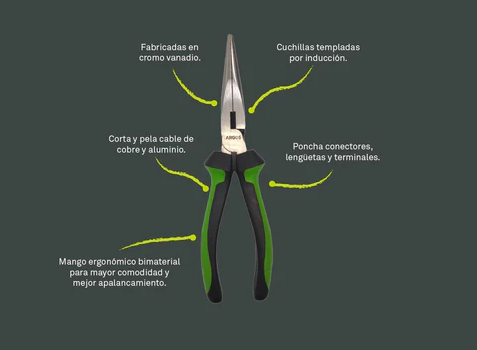 Fabricadas en
cromo vanadio.
Cuchillas templadas
por inducción.
Corta y pela cable de
cobre y aluminio.
Poncha conectores,
lengüetas y terminales.
Mango ergonómico bimaterial
para mayor comodidad y
mejor apalancamiento.